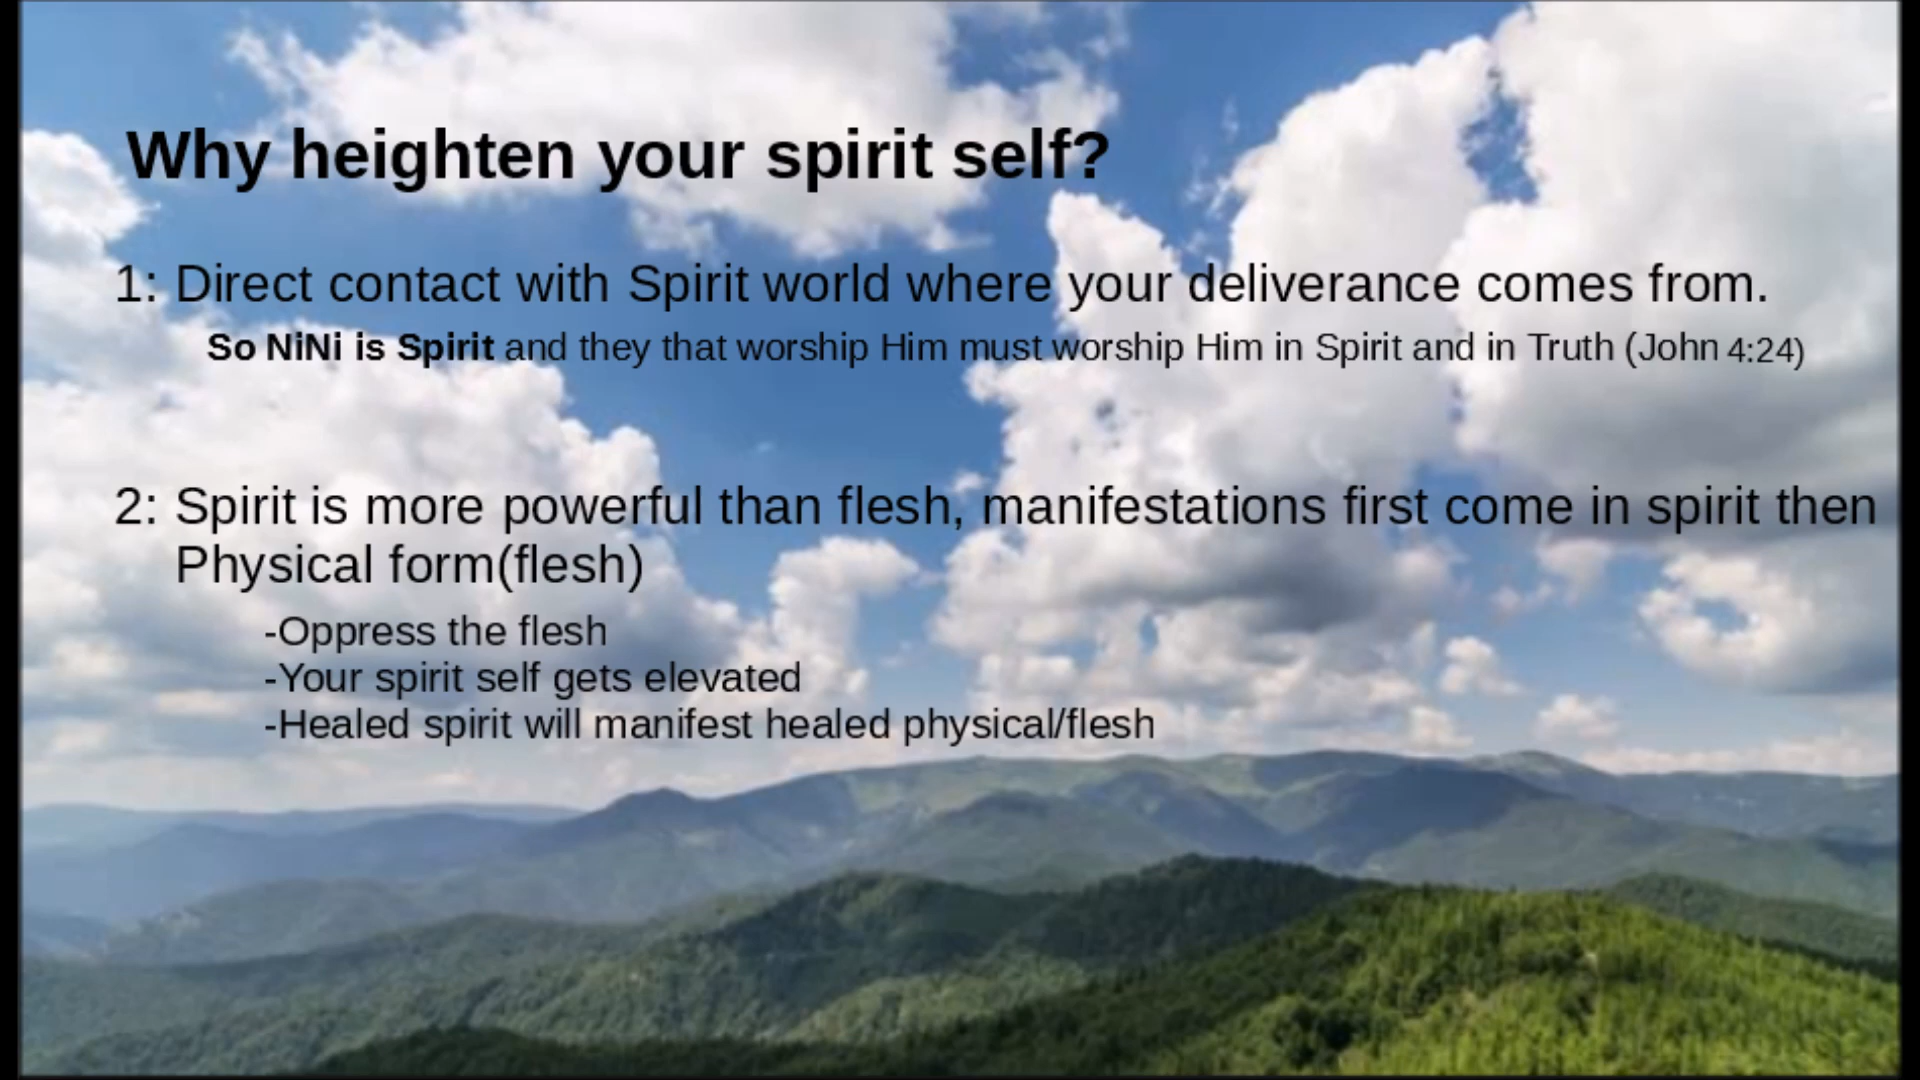 Why heighten your spirit self?
1: Direct contact with Spirit world where your deliverance comes from.
So NiNi is Spirit and they that worship Him must worship Him in Spirit and in Truth (John 4:24)
2: Spirit is more powerful than flesh, manifestations first come in spirit then
Physical form(flesh)
-Oppress the flesh
-Your spirit self gets elevated
-Healed spirit will manifest healed physical/flesh